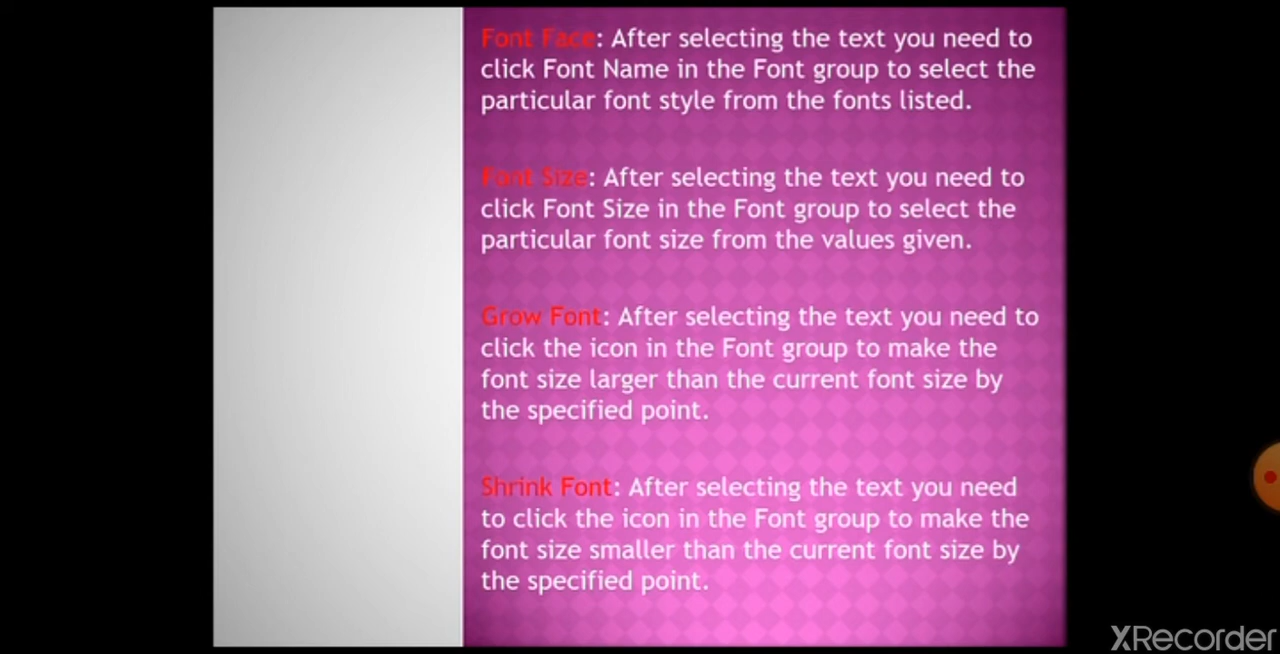 Font Face: After selecting the text you need to
click Font Name in the Font group to select the
particular font style from the fonts listed.
Font Size: After selecting the text you need to
click Font Size in the Font group to select the
particular font size from the values given.
Grow Font: After selecting the text you need to
click the icon in the Font group to make the
font size larger than the current font size by
the specified point.
Shrink Font: After selecting the text you need
to click the icon in the Font group to make the
font size smaller than the current font size by
the specified point.
XRecorder